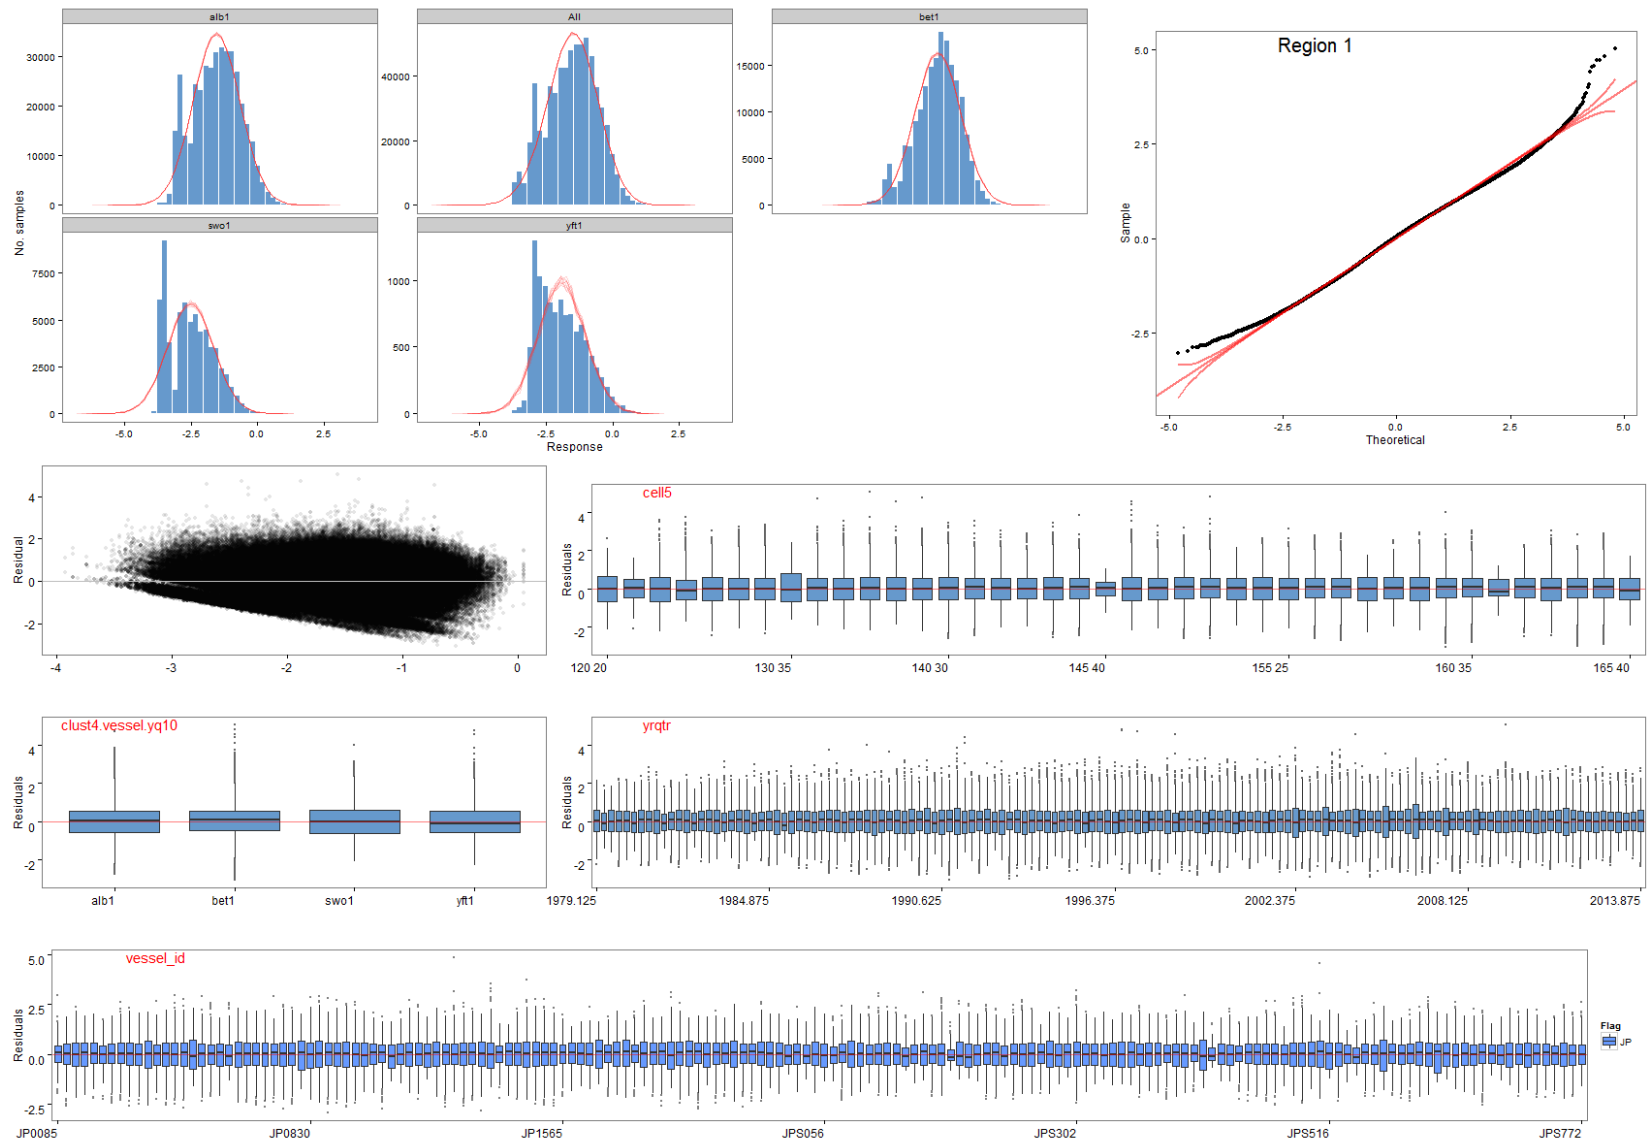 alb1
All
bet1
Region 1
No. samples
30000
20000
10000
0
40000
20000
0
15000
10000
5000
0
swo1
yft1
7500
5000
2500
0
1000
500
0
-5.0 -2.5 0.0 2.5
-5.0 -2.5 0.0 2.5
Response
Sample
5.0
2.5
0.0
-2.5
-5.0 -2.5 0.0 2.5 5.0
Theoretical
Residual
4
2
0
-2
-4 -3 -2 -1 0
cell5
Residuals
4
2
0
-2
120 20 130 35 140 30 145 40 155 25 160 35 165 40
clust4.vessel.yq10
Residuals
4
2
0
-2
alb1 bet1 swo1 yft1
yrqtr
Residuals
4
2
0
-2
1979.125 1984.875 1990.625 1996.375 2002.375 2008.125 2013.875
vessel_id
Residuals
5.0
2.5
0.0
-2.5
JP0085 JP0830 JP1565 JPS056 JPS302 JPS516 JPS772
Flag
JP